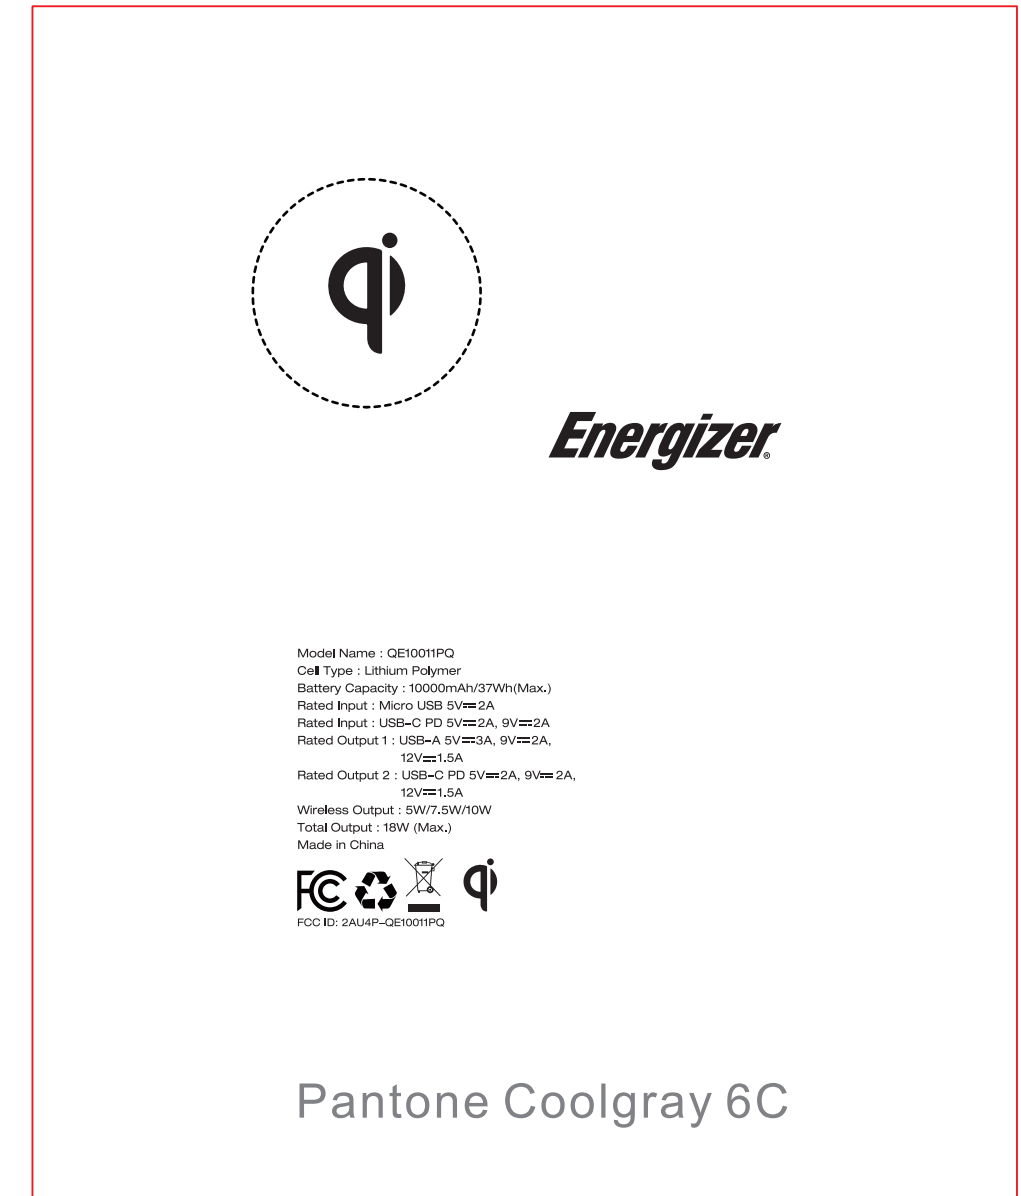 qi
Energizer®
Model Name : QE10011PQ
Cell Type : Lithium Polymer
Battery Capacity : 10000mAh/37Wh(Max.)
Rated Input : Micro USB 5V⎓2A
Rated Input : USB-C PD 5V⎓2A, 9V⎓2A
Rated Output 1 : USB-A 5V⎓3A, 9V⎓2A,
12V⎓1.5A
Rated Output 2 : USB-C PD 5V⎓2A, 9V⎓2A,
12V⎓1.5A
Wireless Output : 5W/7.5W/10W
Total Output : 18W (Max.)
Made in China
FC qi
FCC ID: 2AU4P-QE10011PQ
Pantone Coolgray 6C